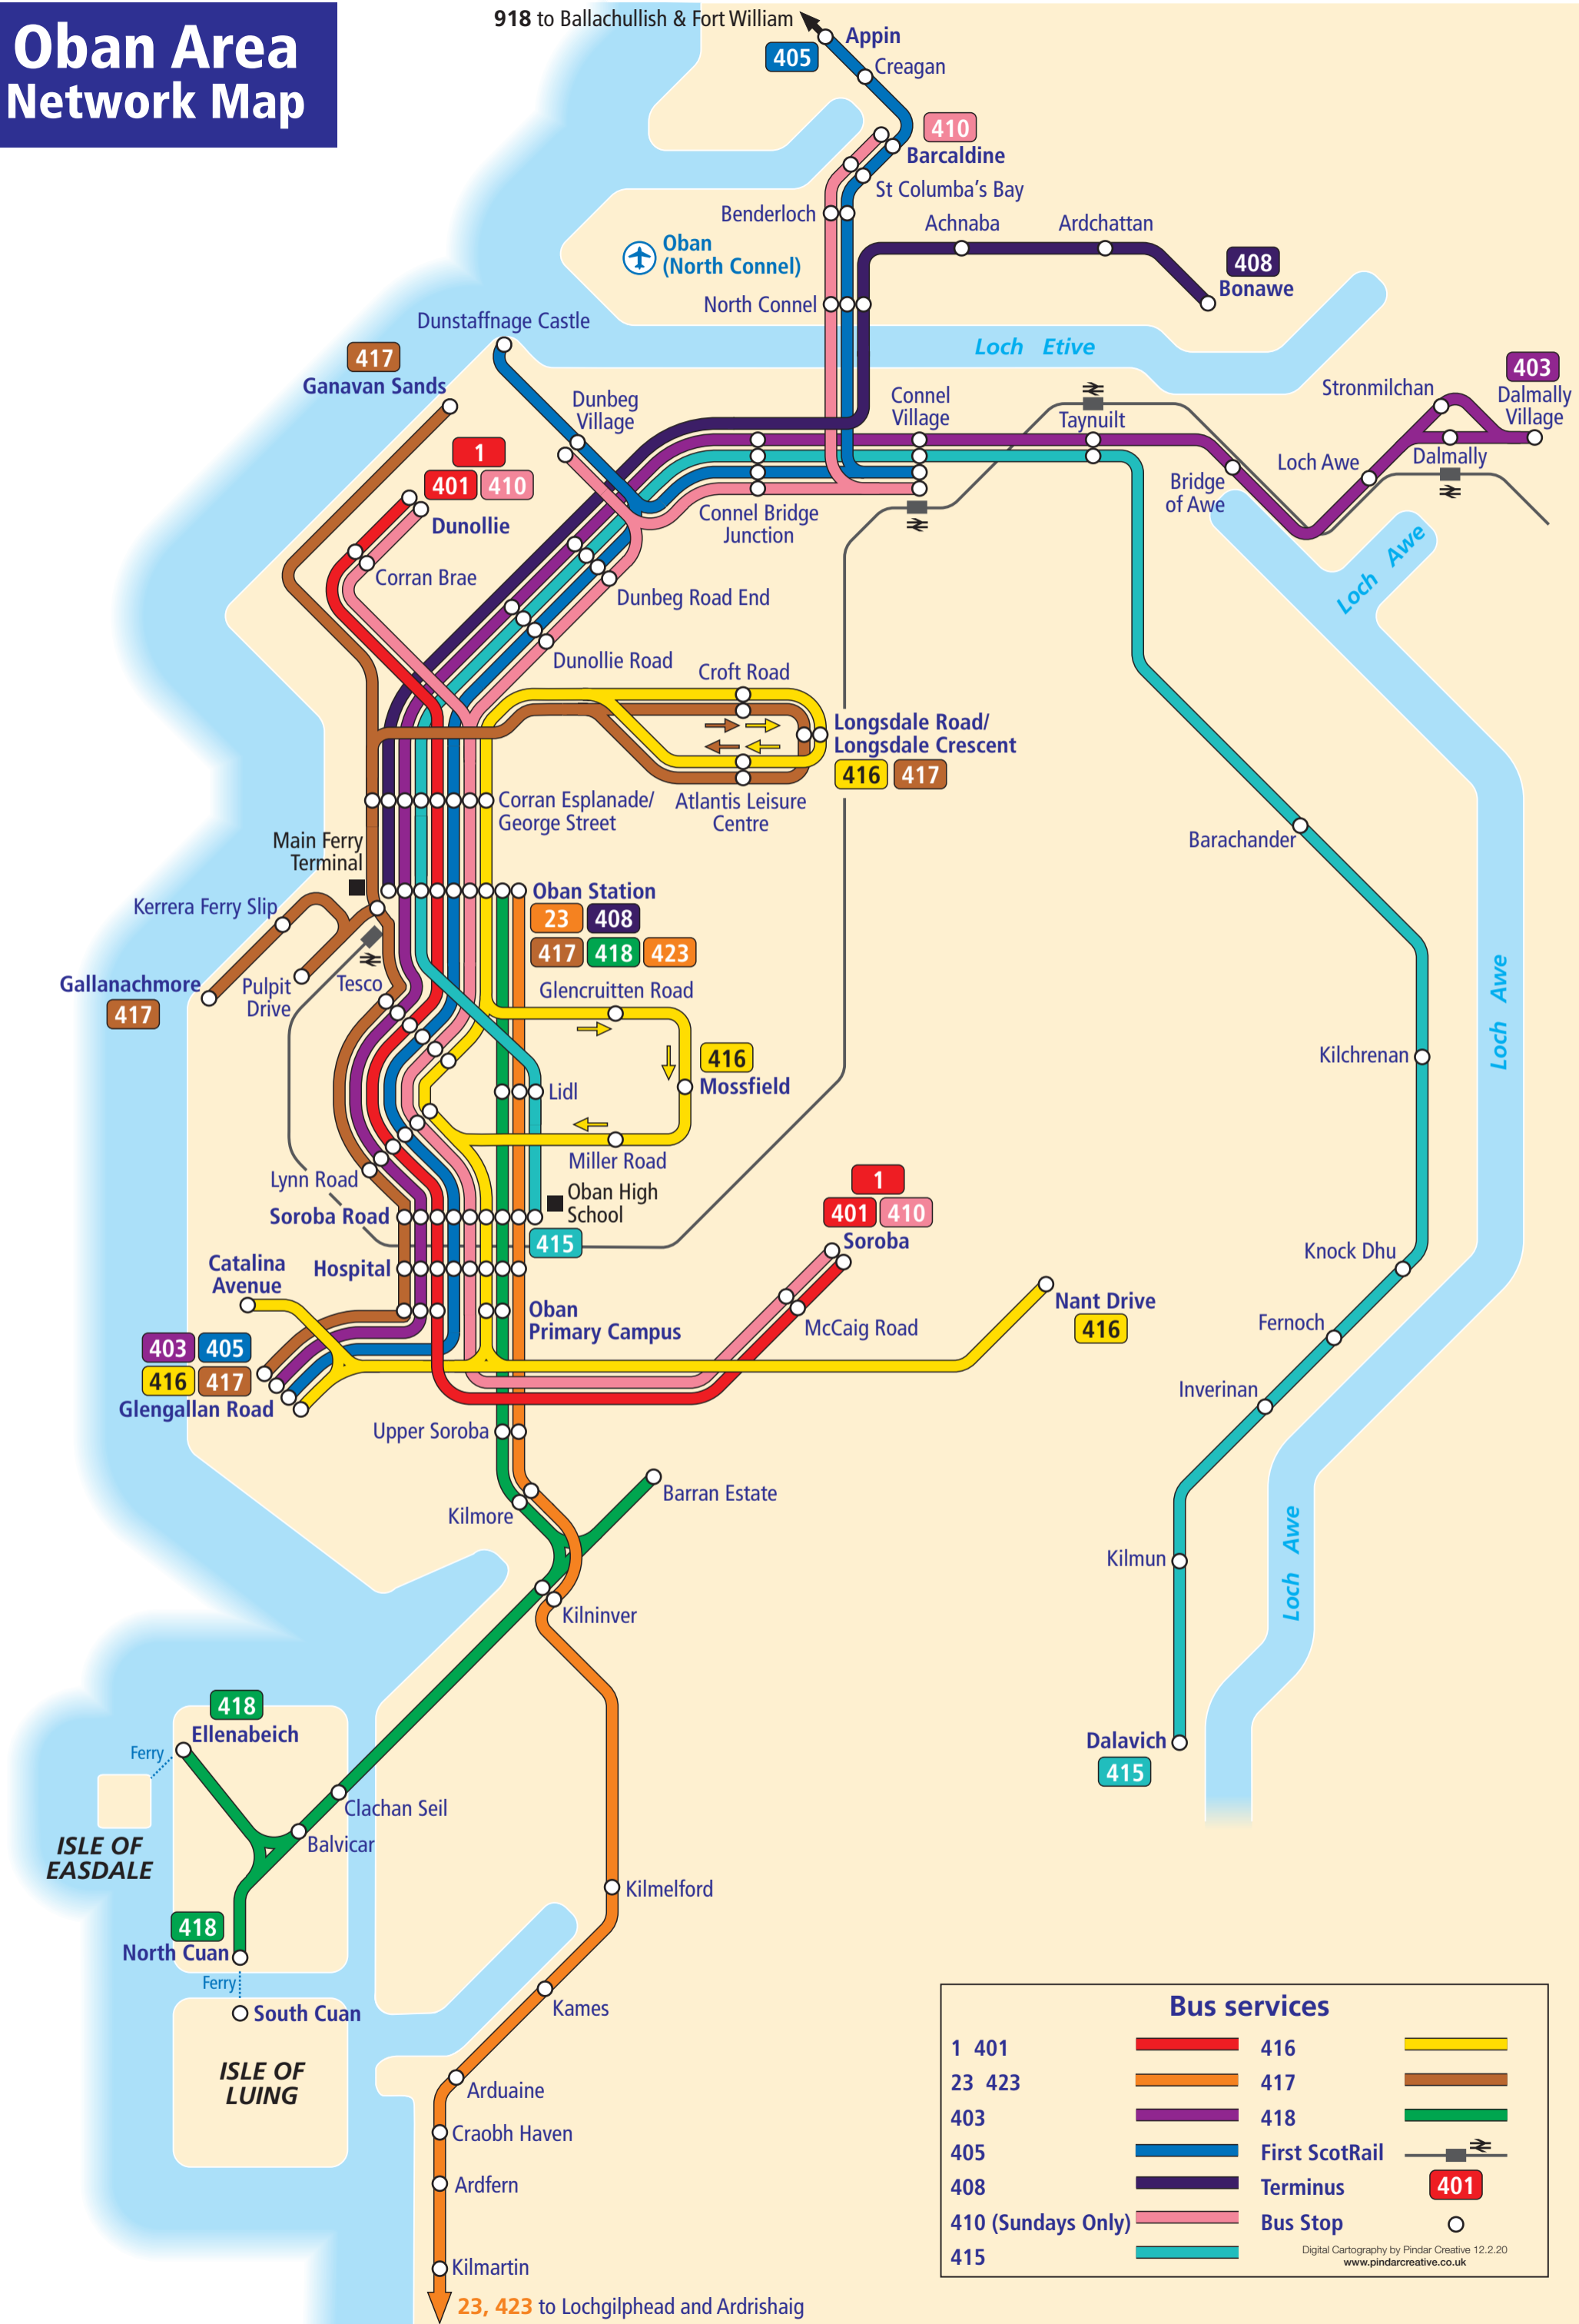 Oban Area
Network Map
918 to Ballachullish & Fort William
405
Appin
Creagan
410
Barcaldine
St Columba's Bay
Benderloch
Oban
(North Connel)
Achnaba
Ardchattan
408
Bonawe
North Connel
Dunstaffnage Castle
Loch Etive
417
Ganavan Sands
Dunbeg
Village
Connel
Village
Taynuilt
Stronmilchan
403
Dalmally
Village
1
401
410
Dunollie
Connel Bridge
Junction
Bridge
of Awe
Loch Awe
Dalmally
Loch Awe
Corran Brae
Dunbeg Road End
Dunollie Road
Croft Road
Longsdale Road/
Longsdale Crescent
416
417
Corran Esplanade/
George Street
Atlantis Leisure
Centre
Barachander
Main Ferry
Terminal
Kerrera Ferry Slip
Oban Station
23
408
417
418
423
Gallanachmore
417
Pulpit
Drive
Tesco
Glencruitten Road
Loch Awe
Kilchrenan
416
Mossfield
Lidl
Miller Road
Lynn Road
Oban High
School
Soroba Road
415
1
401
410
Soroba
Knock Dhu
Catalina
Avenue
Hospital
Oban
Primary Campus
McCaig Road
Nant Drive
416
Fernoch
403
405
416
417
Glengallan Road
Inverinan
Upper Soroba
Barran Estate
Kilmore
Loch Awe
Kilmun
Kilninver
418
Ellenabeich
Ferry
Dalavich
415
Clachan Seil
ISLE OF
EASDALE
Balvicar
Kilmelford
418
North Cuan
Ferry
South Cuan
Kames
ISLE OF
LUING
Arduaine
Craobh Haven
Ardfern
Kilmartin
23, 423 to Lochgilphead and Ardrishaig
Bus services
1 401
416
23 423
417
403
418
405
First ScotRail
408
Terminus
401
410 (Sundays Only)
Bus Stop
415
Digital Cartography by Pindar Creative 12.2.20
www.pindarcreative.co.uk